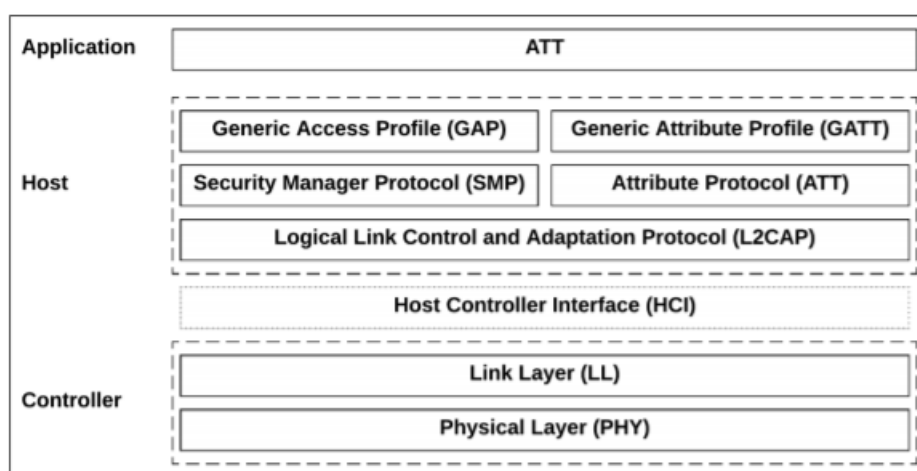 Application
ATT
Generic Access Profile (GAP)
Generic Attribute Profile (GATT)
Host
Security Manager Protocol (SMP)
Attribute Protocol (ATT)
Logical Link Control and Adaptation Protocol (L2CAP)
Host Controller Interface (HCI)
Controller
Link Layer (LL)
Physical Layer (PHY)